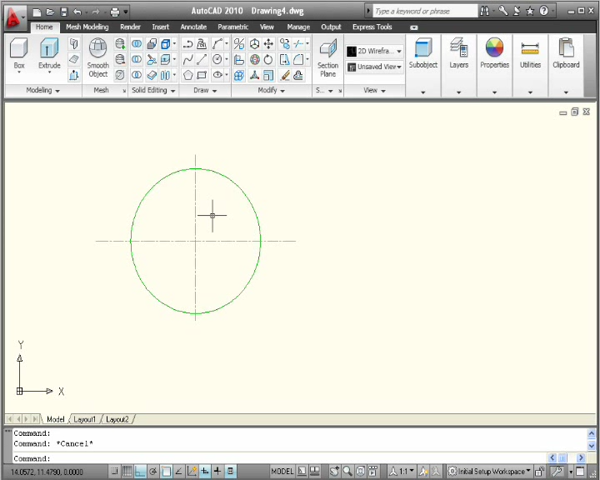 AutoCAD 2010 Drawing4.dwg
Type a keyword or phrase
Home Mesh Modeling Render Insert Annotate Parametric View Manage Output Express Tools
Box
Extrude
Smooth
Object
Section
Plane
2D Wirefr...
Unsaved View
Subobject
Layers
Properties
Utilities
Clipboard
Modeling Mesh Solid Editing Draw Modify S... View
Y
X
Model Layout1 Layout2
Command:
Command: *Cancel*
Command:
14.0572, 11.4790, 0.0000
MODEL
1:1
Initial Setup Workspace